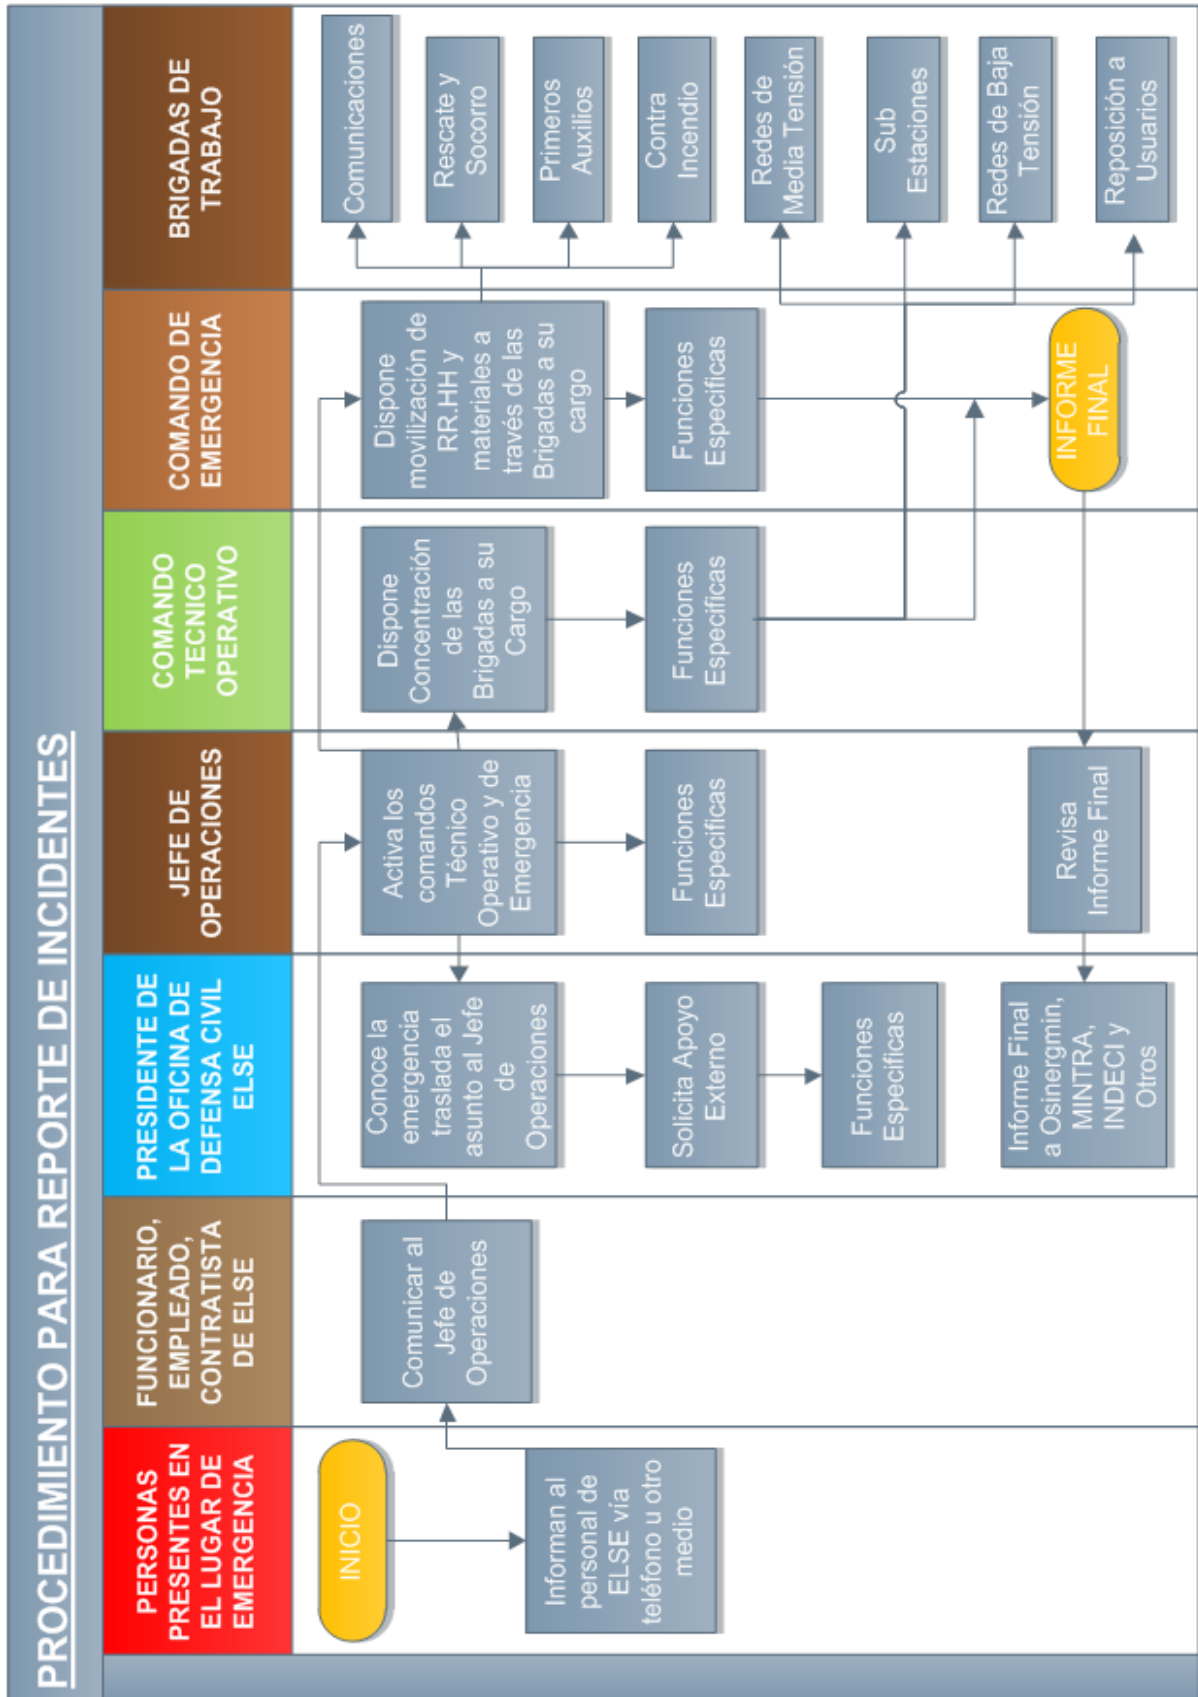 PROCEDIMIENTO PARA REPORTE DE INCIDENTES
PERSONAS
PRESENTES EN
EL LUGAR DE
EMERGENCIA
FUNCIONARIO,
EMPLEADO,
CONTRATISTA
DE ELSE
PRESIDENTE DE
LA OFICINA DE
DEFENSA CIVIL
ELSE
JEFE DE
OPERACIONES
COMANDO
TECNICO
OPERATIVO
COMANDO DE
EMERGENCIA
BRIGADAS DE
TRABAJO
INICIO
Informan al
personal de
ELSE vía
teléfono u otro
medio
Comunicar al
Jefe de
Operaciones
Conoce la
emergencia
traslada el
asunto al Jefe
de
Operaciones
Solicita Apoyo
Externo
Funciones
Especificas
Informe Final
a Osinergmin,
MINTRA,
INDECI y
Otros
Activa los
comandos
Técnico
Operativo y de
Emergencia
Funciones
Especificas
Revisa
Informe Final
Dispone
Concentración
de las
Brigadas a su
Cargo
Funciones
Especificas
Dispone
movilización de
RR.HH y
materiales a
través de las
Brigadas a su
cargo
Funciones
Especificas
INFORME
FINAL
Comunicaciones
Rescate y
Socorro
Primeros
Auxilios
Contra
Incendio
Redes de
Media Tensión
Sub
Estaciones
Redes de Baja
Tensión
Reposición a
Usuarios